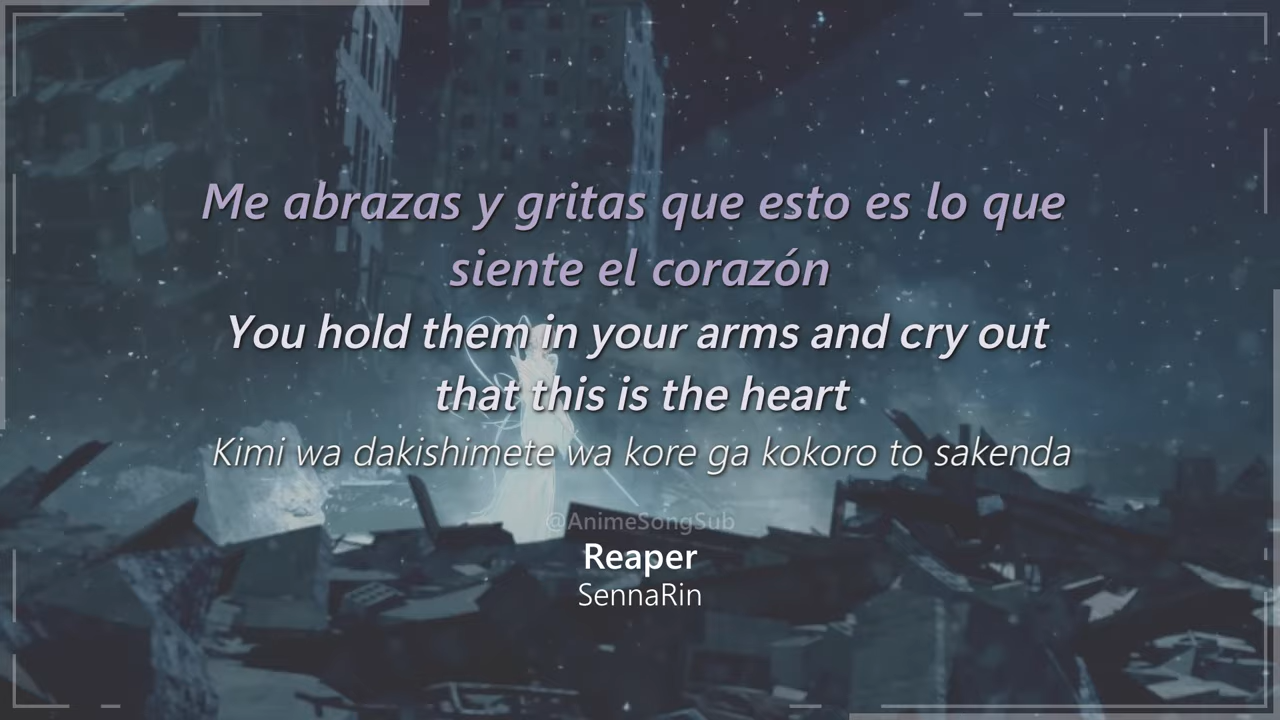 Me abrazas y gritas que esto es lo que
siente el corazón
You hold them in your arms and cry out
that this is the heart
Kimi wa dakishimete wa kore ga kokoro to sakenda
@AnimeSongSub
Reaper
SennaRin